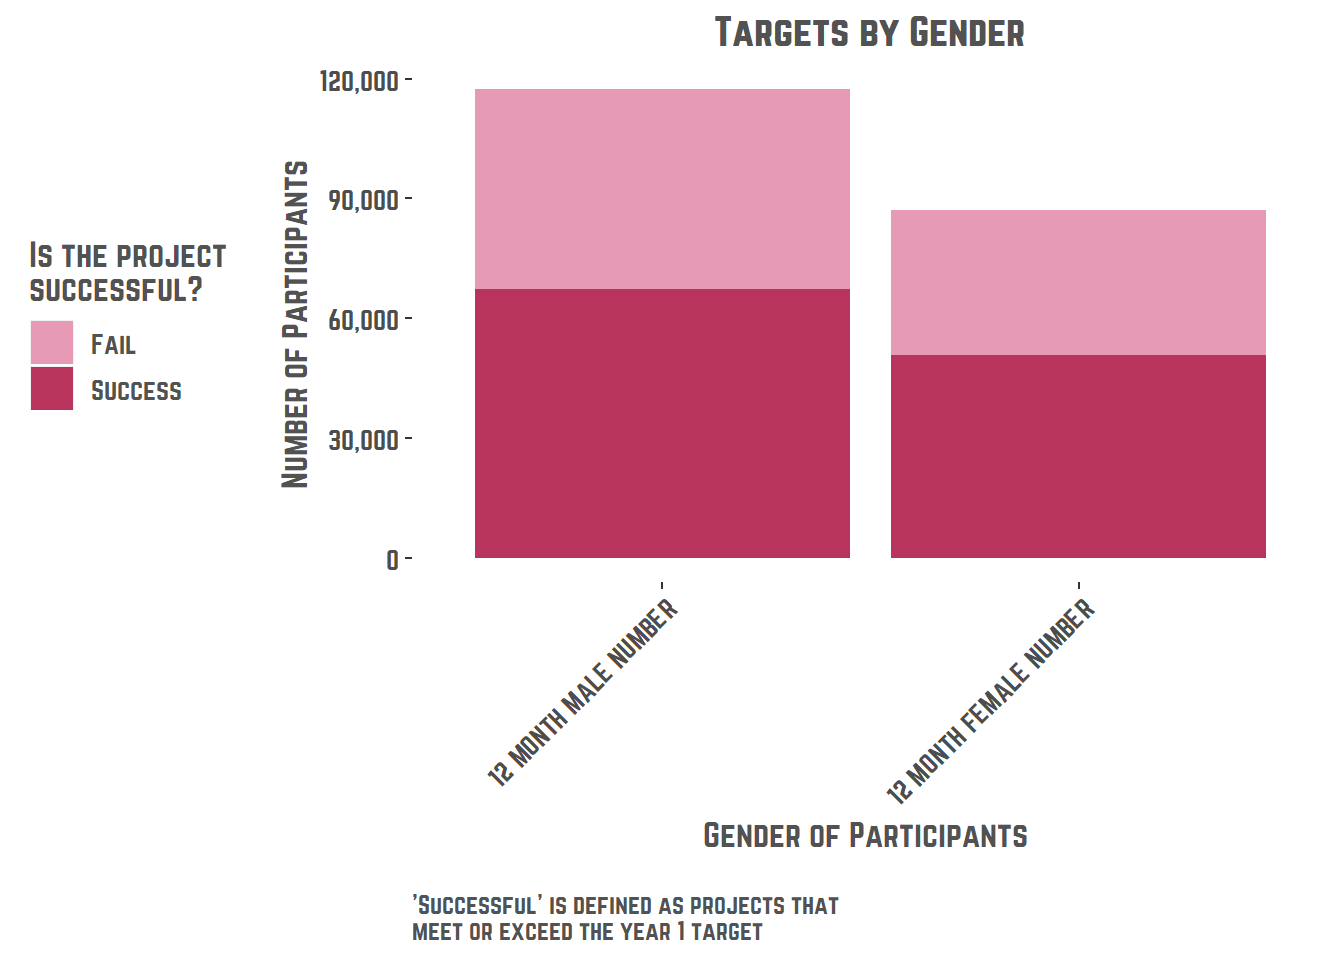 Targets by Gender
120,000
90,000
60,000
30,000
0
Number of Participants
Is the project
successful?
Fail
Success
12 MONTH MALE NUMBER
12 MONTH FEMALE NUMBER
Gender of Participants
'Successful' is defined as projects that
meet or exceed the year 1 target